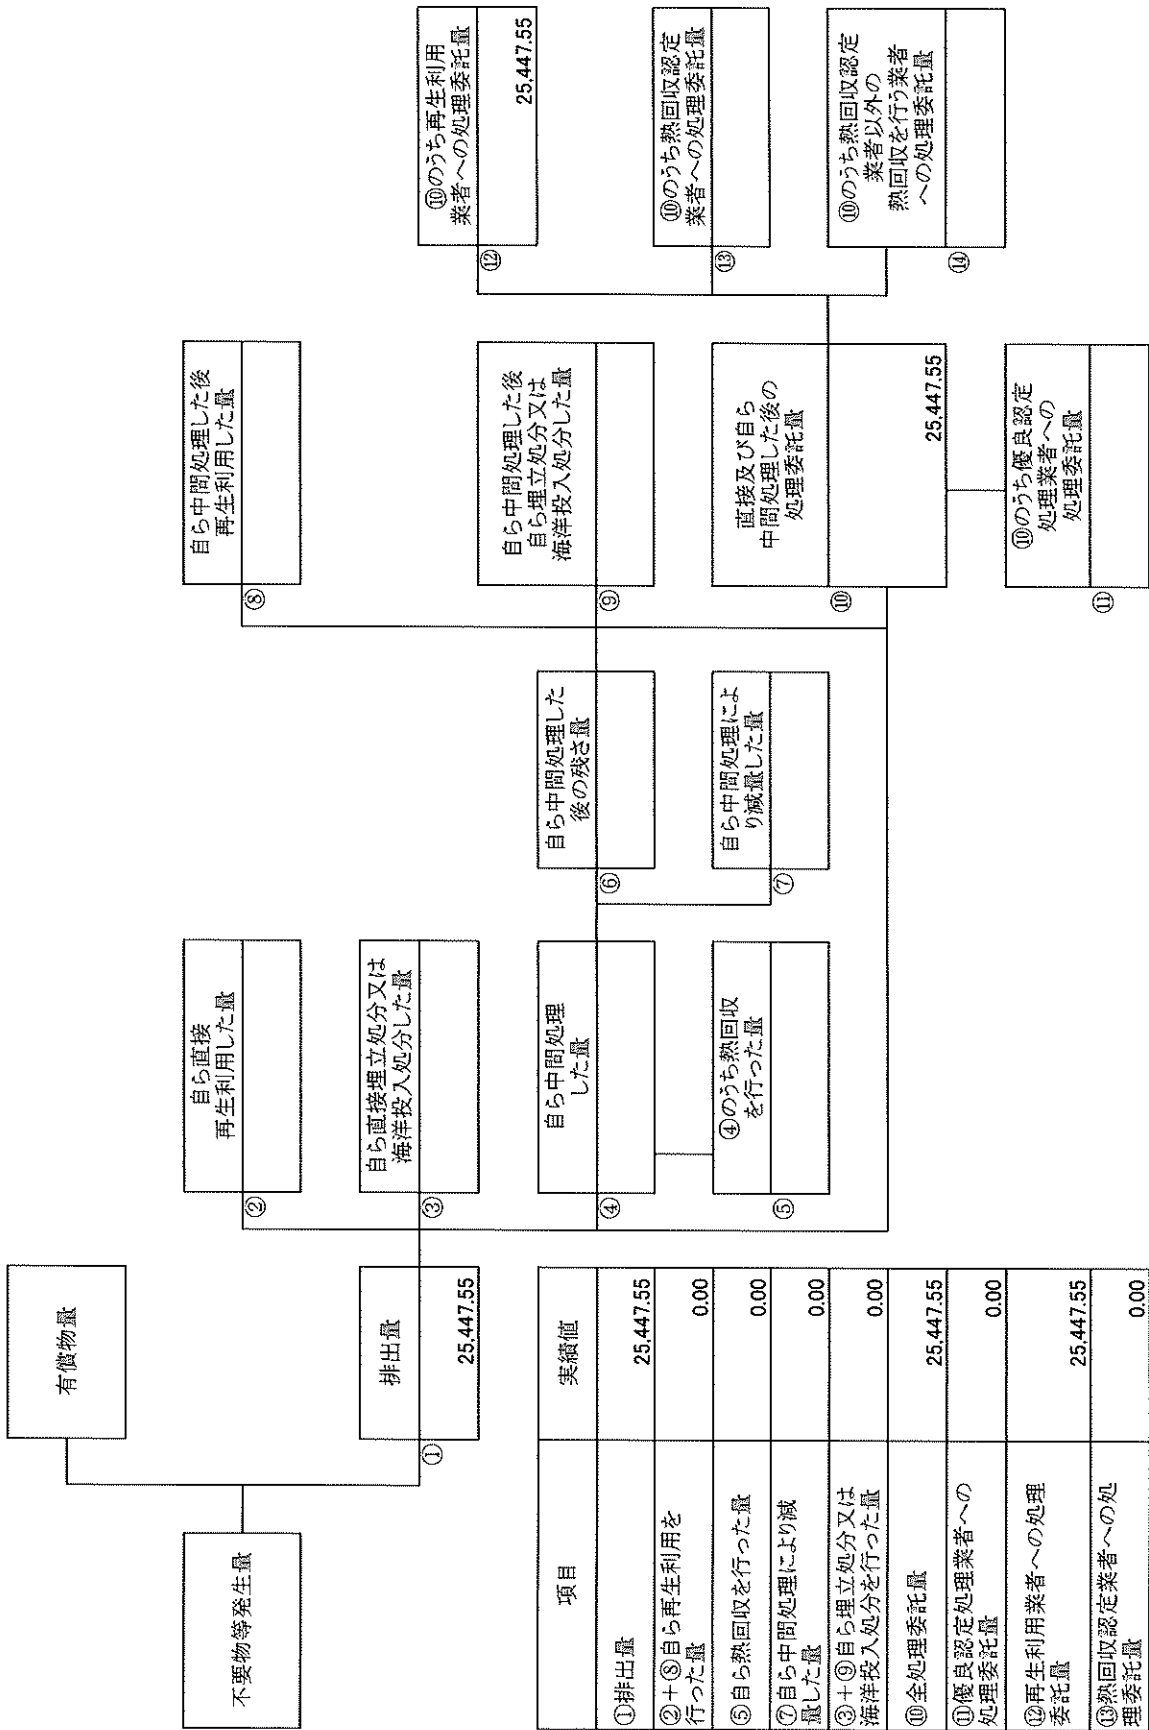 有償物量
不要物等発生量
①
排出量
25,447.55
②
自ら直接
再生利用した量
③
自ら直接埋立処分又は
海洋投入処分した量
④
自ら中間処理
した量
⑤
④のうち熱回収
を行った量
⑥
自ら中間処理した
後の残さ量
⑦
自ら中間処理によ
り減量した量
⑧
自ら中間処理した後
再生利用した量
⑨
自ら中間処理した後
自ら埋立処分又は
海洋投入処分した量
⑩
直接及び自ら
中間処理した後の
処理委託量
25,447.55
⑪
⑩のうち優良認定
処理業者への
処理委託量
⑫
⑩のうち再生利用
業者への処理委託量
25,447.55
⑬
⑩のうち熱回収認定
業者への処理委託量
⑭
⑩のうち熱回収認定
業者以外の
熱回収を行う業者
への処理委託量
項目 実績値
①排出量 25,447.55
②+⑧自ら再生利用を
行った量 0.00
⑤自ら熱回収を行った量 0.00
⑦自ら中間処理により減
量した量 0.00
③+⑨自ら埋立処分又は
海洋投入処分を行った量 0.00
⑩全処理委託量 25,447.55
⑪優良認定処理業者への
処理委託量 0.00
⑫再生利用業者への処理
委託量 25,447.55
⑬熱回収認定業者への処
理委託量 0.00